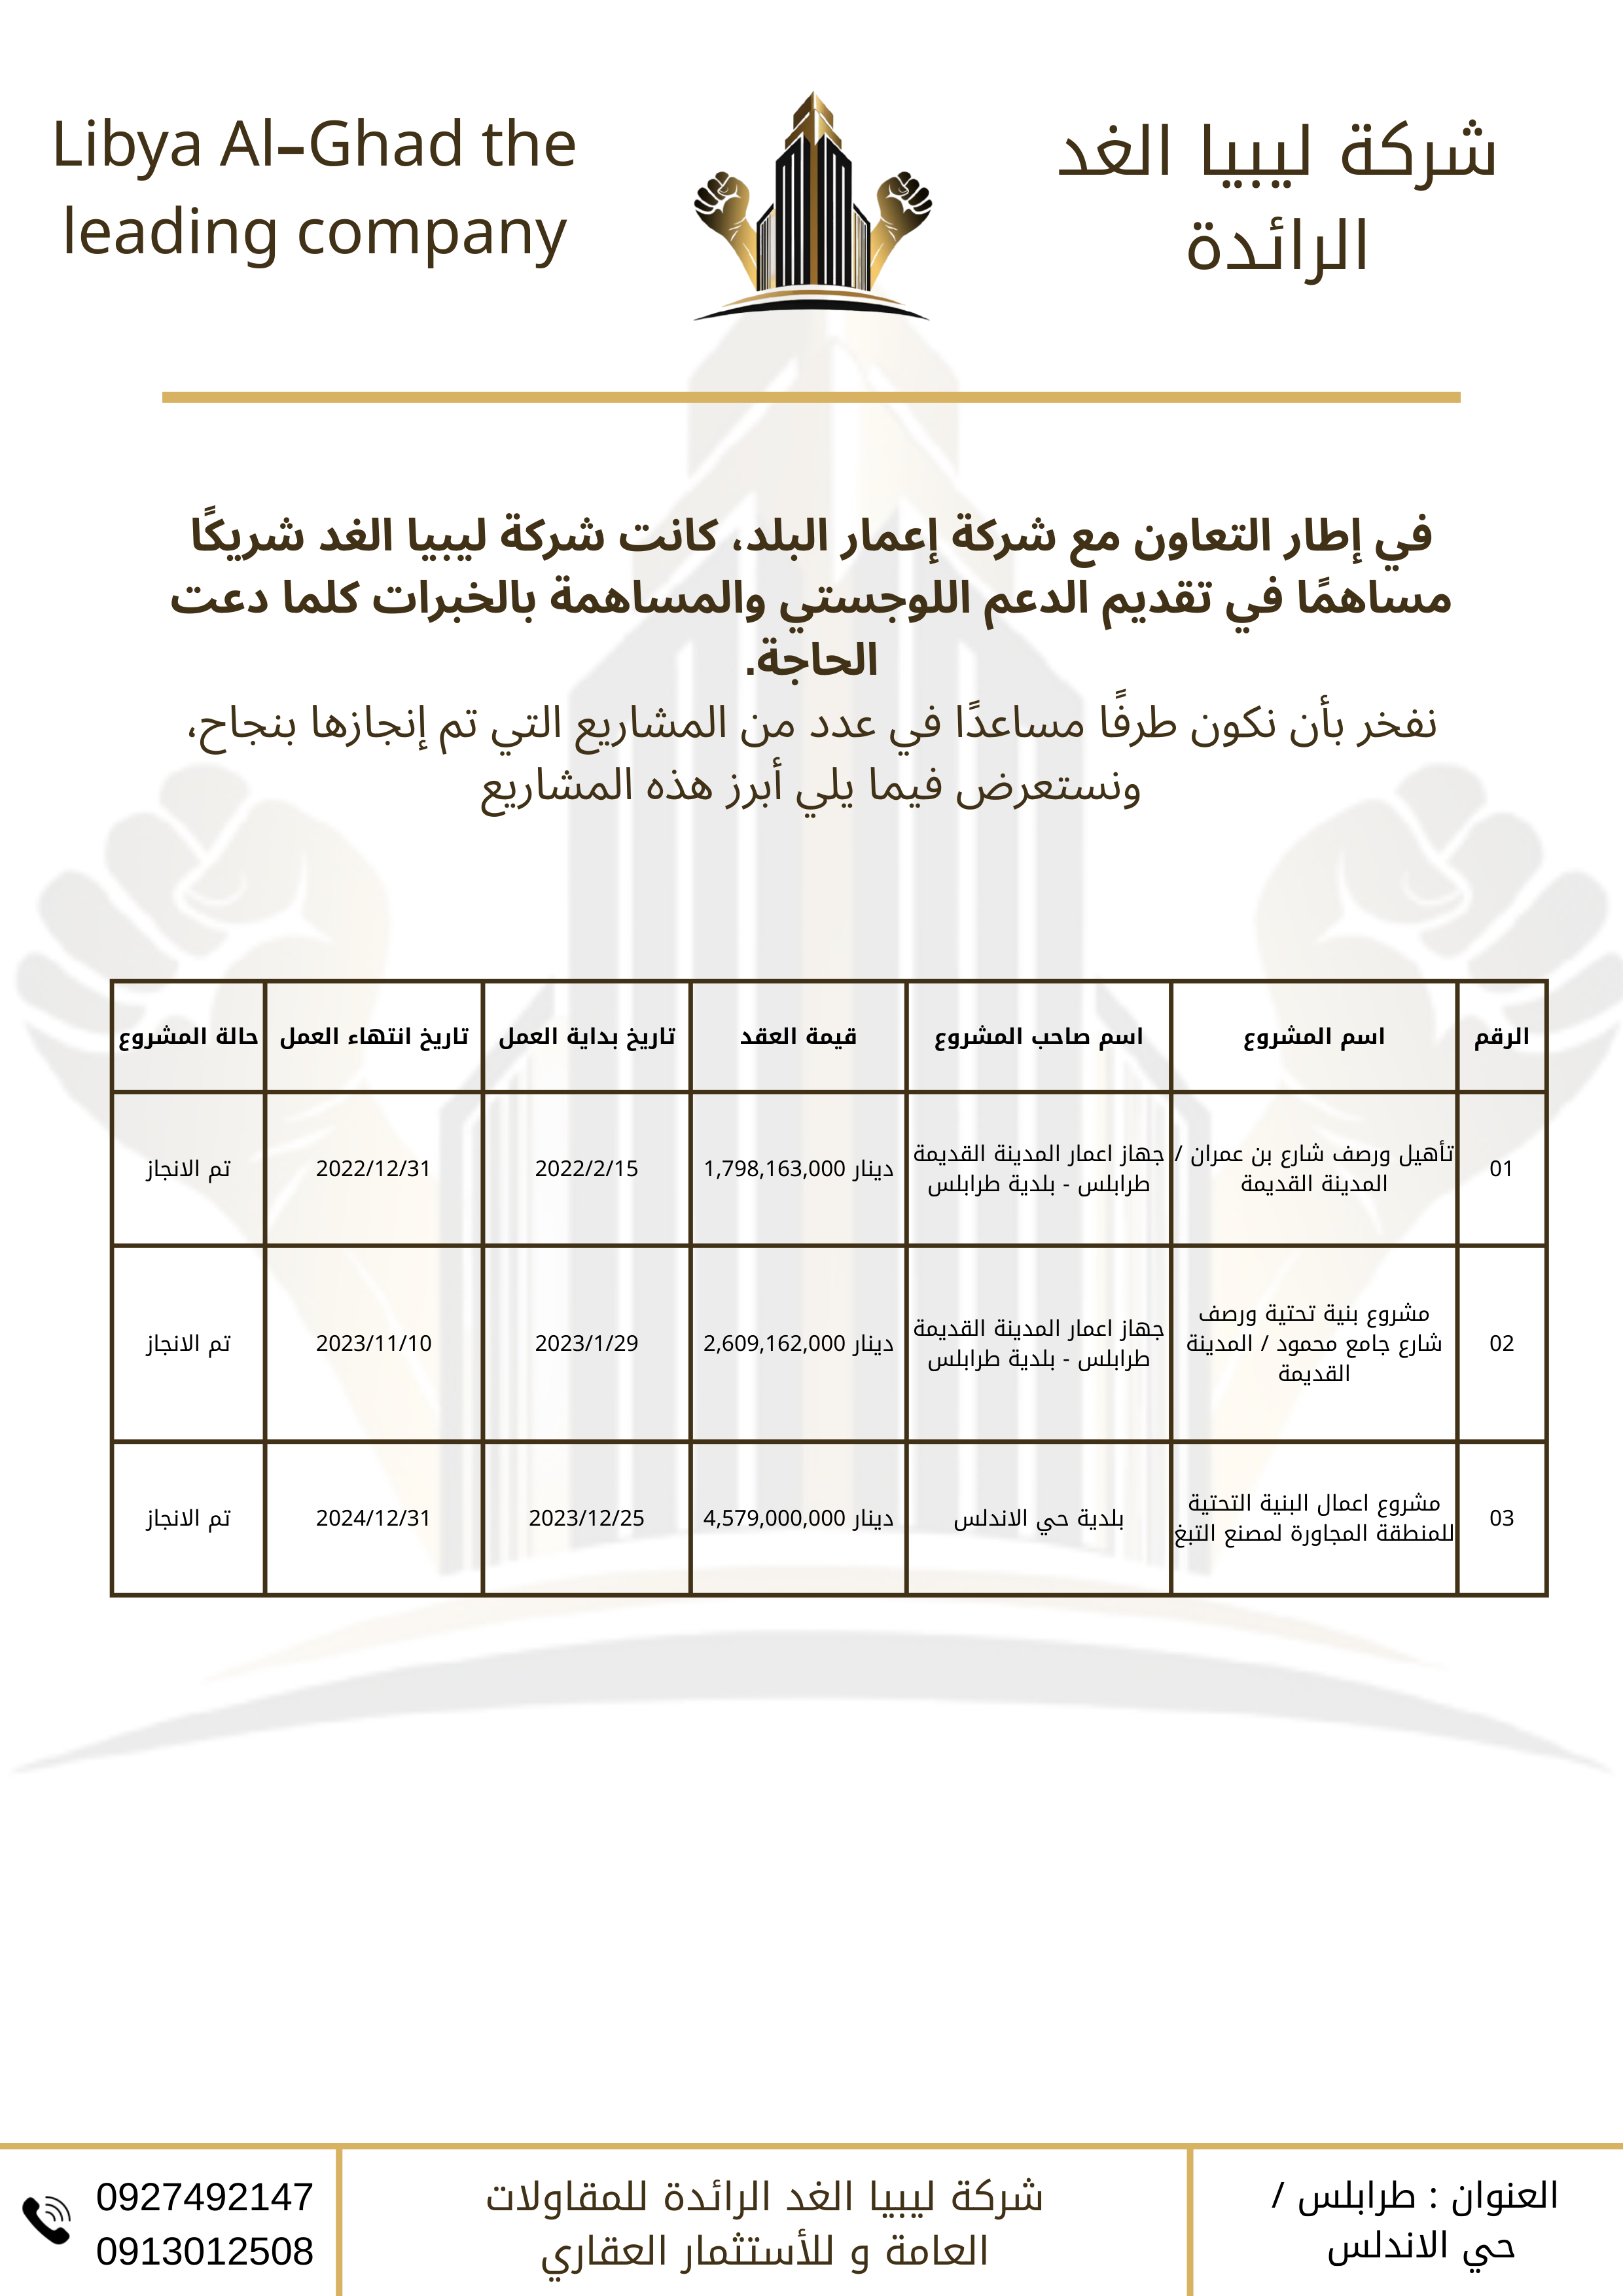 شركة ليبيا الغد
الرائدة
Libya Al–Ghad the
leading company
في إطار التعاون مع شركة إعمار البلد، كانت شركة ليبيا الغد شريكًا
مساهمًا في تقديم الدعم اللوجستي والمساهمة بالخبرات كلما دعت
الحاجة.
نفخر بأن نكون طرفًا مساعدًا في عدد من المشاريع التي تم إنجازها بنجاح،
ونستعرض فيما يلي أبرز هذه المشاريع
الرقم
اسم المشروع
اسم صاحب المشروع
قيمة العقد
تاريخ بداية العمل
تاريخ انتهاء العمل
حالة المشروع
01
تأهيل ورصف شارع بن عمران /
المدينة القديمة
جهاز اعمار المدينة القديمة
طرابلس - بلدية طرابلس
دينار 1,798,163,000
2022/2/15
2022/12/31
تم الانجاز
02
مشروع بنية تحتية ورصف
شارع جامع محمود / المدينة
القديمة
جهاز اعمار المدينة القديمة
طرابلس - بلدية طرابلس
دينار 2,609,162,000
2023/1/29
2023/11/10
تم الانجاز
03
مشروع اعمال البنية التحتية
للمنطقة المجاورة لمصنع التبغ
بلدية حي الاندلس
دينار 4,579,000,000
2023/12/25
2024/12/31
تم الانجاز
العنوان : طرابلس /
حي الاندلس
شركة ليبيا الغد الرائدة للمقاولات
العامة و للأستثمار العقاري
0927492147
0913012508